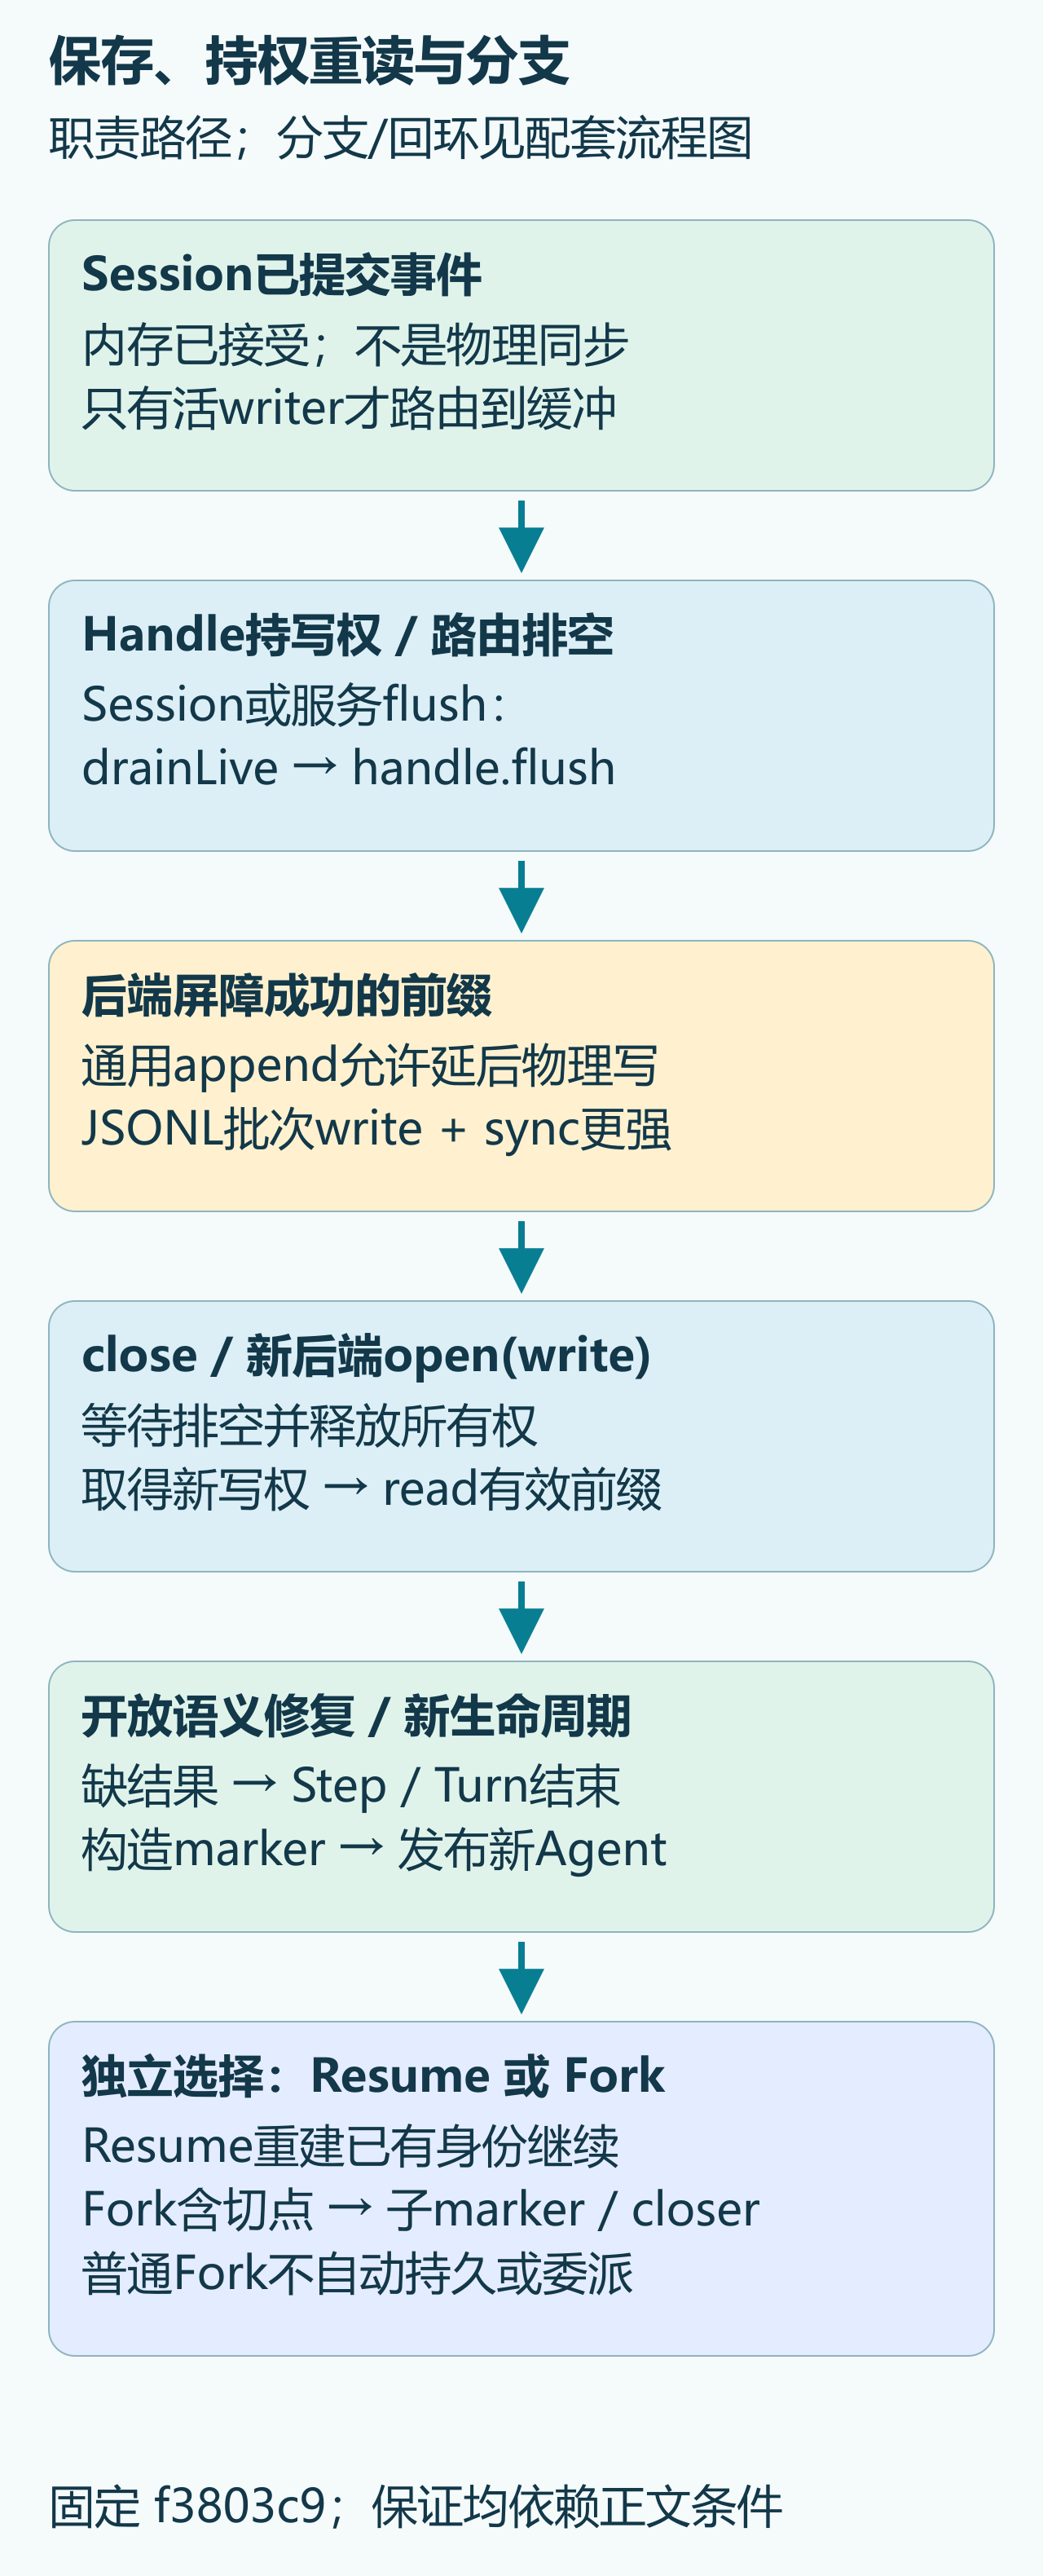 保存、持权重读与分支
职责路径；分支/回环见配套流程图
Session已提交事件
内存已接受；不是物理同步
只有活writer才路由到缓冲
Handle持写权 / 路由排空
Session或服务flush：
drainLive → handle.flush
后端屏障成功的前缀
通用append允许延后物理写
JSONL批次write + sync更强
close / 新后端open(write)
等待排空并释放所有权
取得新写权 → read有效前缀
开放语义修复 / 新生命周期
缺结果 → Step / Turn结束
构造marker → 发布新Agent
独立选择：Resume 或 Fork
Resume重建已有身份继续
Fork含切点 → 子marker / closer
普通Fork不自动持久或委派
固定 f3803c9；保证均依赖正文条件